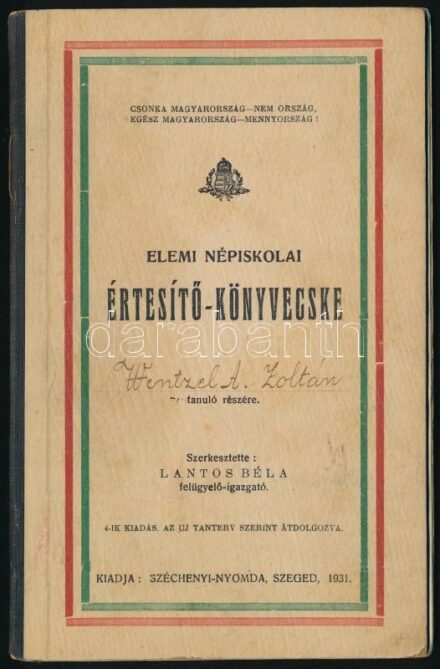 CSONKA MAGYARORSZÁG—NEM ORSZÁG,
EGÉSZ MAGYARORSZÁG—MENNYORSZÁG!
ELEMI NÉPISKOLAI
ÉRTESÍTŐ-KÖNYVECSKE
darabanth
Wentzel A. Zoltan
tanuló részére.
Szerkesztette :
LANTOS BÉLA
felügyelő-igazgató.
4-IK KIADÁS. AZ UJ TANTERV SZERINT ÁTDOLGOZVA.
KIADJA : SZÉCHENYI-NYOMDA, SZEGED, 1931.